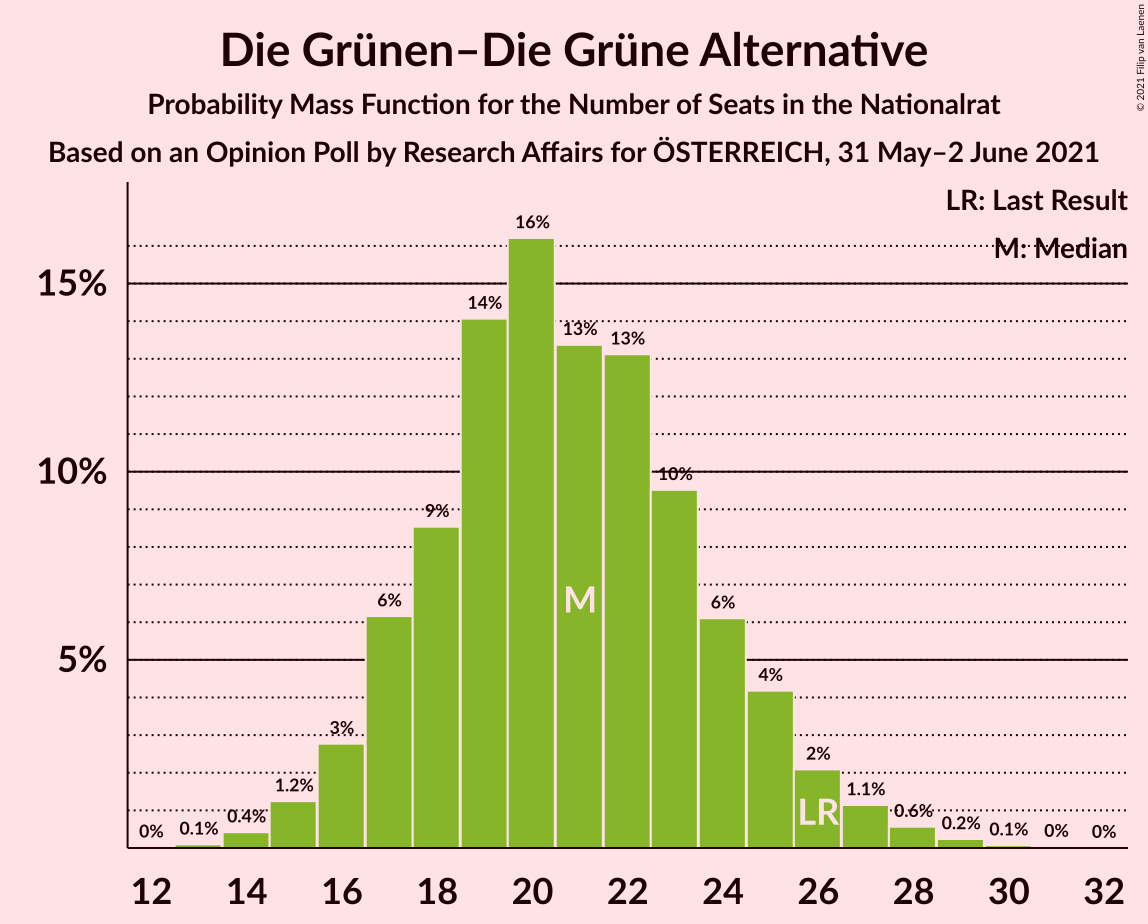 Die Grünen–Die Grüne Alternative
Probability Mass Function for the Number of Seats in the Nationalrat
Based on an Opinion Poll by Research Affairs for ÖSTERREICH, 31 May–2 June 2021
© 2021 Filip van Laenen
LR: Last Result
M: Median
15%
10%
5%
0% 0.1% 0.4% 1.2% 3% 6% 9% 14% 16% 13% 13% 10% 6% 4% 2% 1.1% 0.6% 0.2% 0.1% 0% 0%
M
LR
12 14 16 18 20 22 24 26 28 30 32